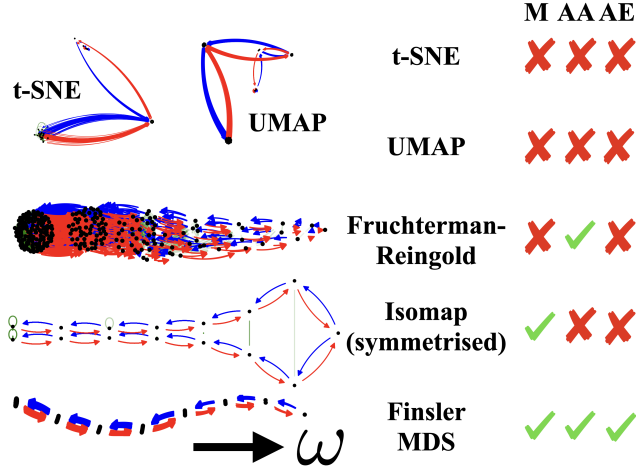 M AA AE
t-SNE
t-SNE
UMAP
UMAP
Fruchterman-
Reingold
Isomap
(symmetrised)
Finsler
MDS
ω